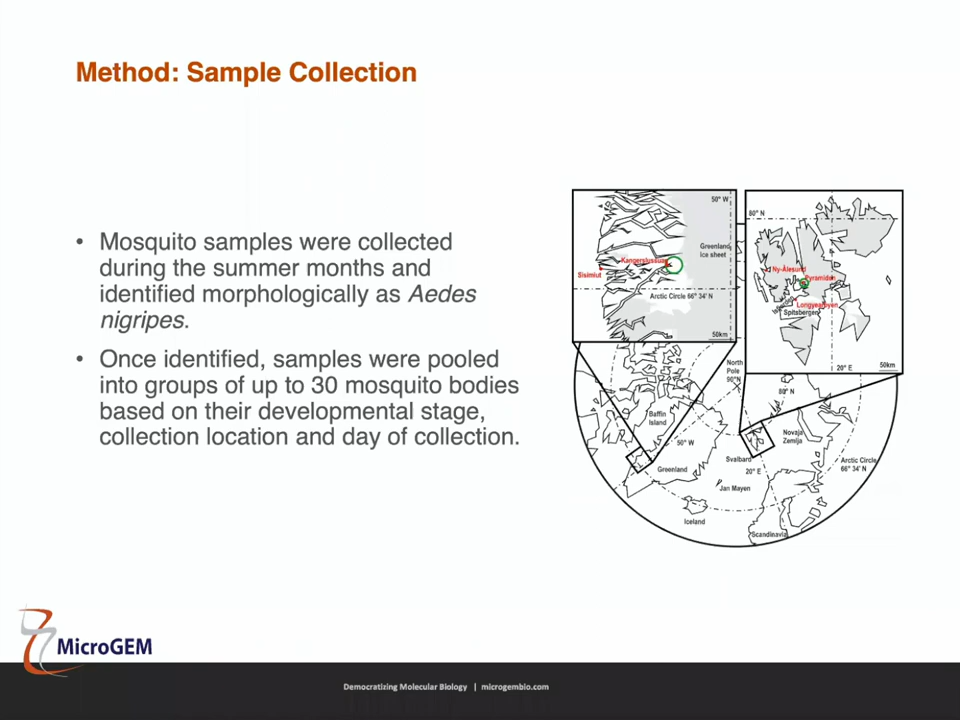 Method: Sample Collection
• Mosquito samples were collected
during the summer months and
identified morphologically as Aedes
nigripes.
• Once identified, samples were pooled
into groups of up to 30 mosquito bodies
based on their developmental stage,
collection location and day of collection.
50° W
Greenland
Ice sheet
Kangerslussuaq
Sisimiut
Arctic Circle 66° 34' N
50km
80° N
Ny-Ålesund
Pyramiden
Longyearbyen
Spitsbergen
20° E
50km
North
Pole
90°N
80° N
Baffin
Island
50° W
Novaja
Zemlja
Svalbard
20° E
Arctic Circle
66° 34' N
Greenland
Jan Mayen
Iceland
Scandinavia
MicroGEM
Democratizing Molecular Biology | microgembio.com